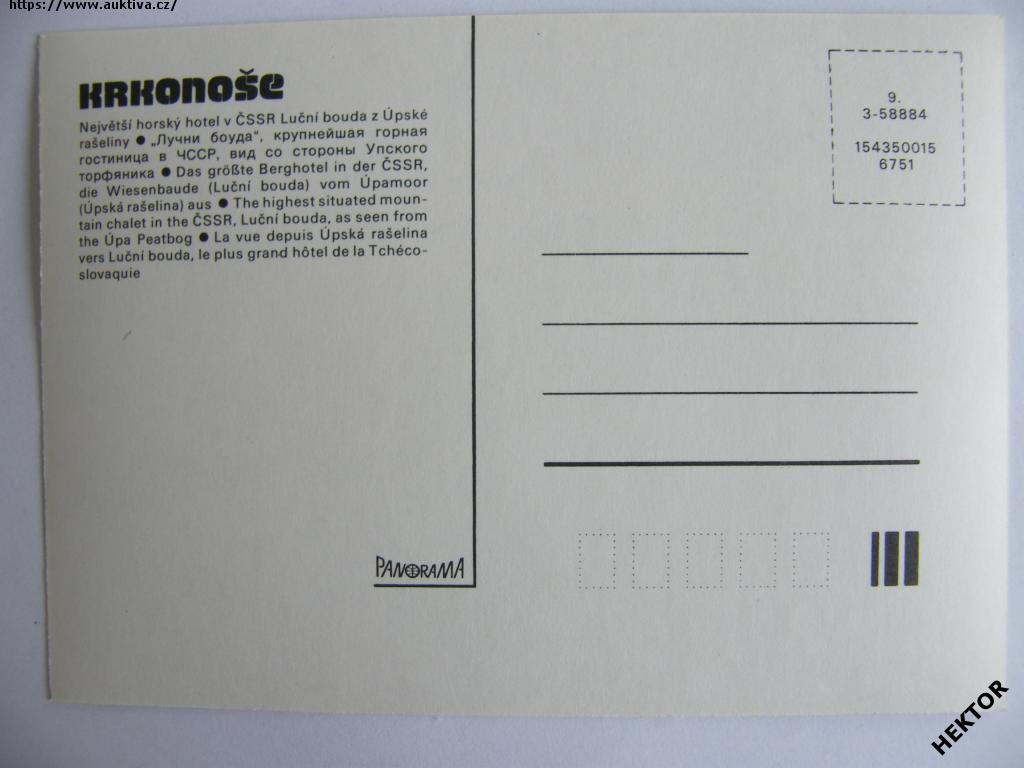 https://www.auktiva.cz/
KRKONOŠE
Největší horský hotel v ČSSR Luční bouda z Úpské
rašeliny ● „Лучни боуда“, крупнейшая горная
гостиница в ЧССР, вид со стороны Упского
торфяника ● Das größte Berghotel in der ČSSR,
die Wiesenbaude (Luční bouda) vom Úpamoor
(Úpská rašelina) aus ● The highest situated moun-
tain chalet in the ČSSR, Luční bouda, as seen from
the Úpa Peatbog ● La vue depuis Úpská rašelina
vers Luční bouda, le plus grand hôtel de la Tchéco-
slovaquie
PANORAMA
9.
3-58884
154350015
6751
HEKTOR